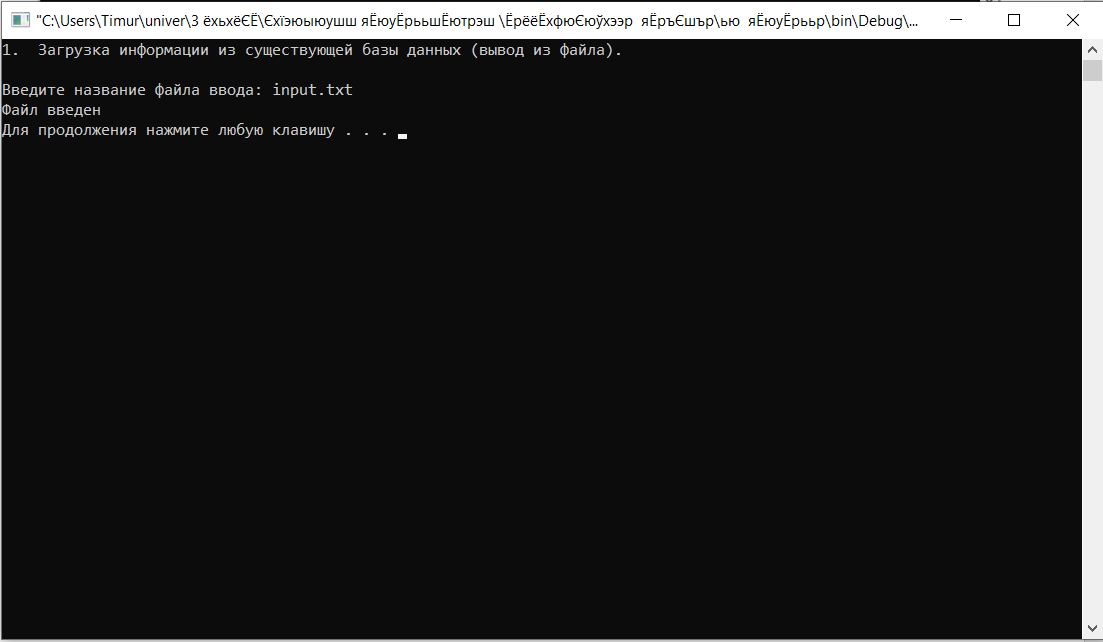 "C:\Users\Timur\univer\3 ёхьхёЄЁ\Єхїэюыюушш яЁюуЁрььшЁютрэш \ЁрёёЁхфюЄюўхээр  яЁръЄшър\ью  яЁюуЁрььр\bin\Debug\...
1.  Загрузка информации из существующей базы данных (вывод из файла).
Введите название файла ввода: input.txt
Файл введен
Для продолжения нажмите любую клавишу . . .